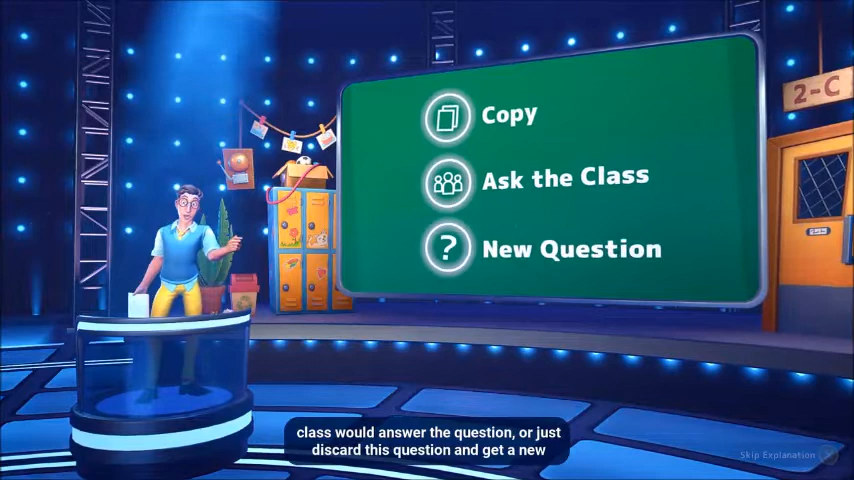 Copy
2-C
Ask the Class
New Question
class would answer the question, or just
discard this question and get a new
Skip Explanation